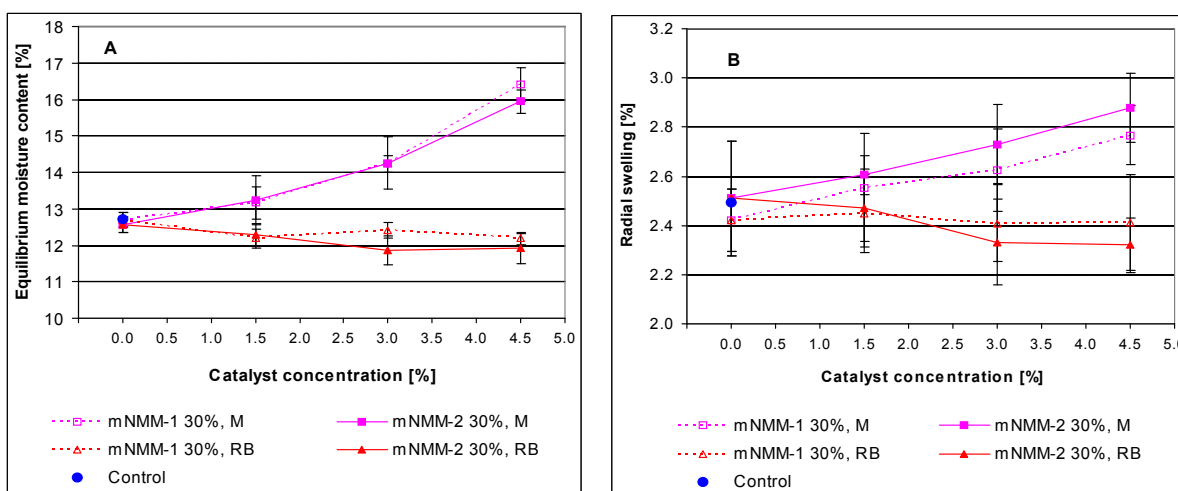 A
Equilibrium moisture content [%]
18
17
16
15
14
13
12
11
10
0.0 0.5 1.0 1.5 2.0 2.5 3.0 3.5 4.0 4.5 5.0
Catalyst concentration [%]
mNMM-1 30%, M mNMM-2 30%, M
mNMM-1 30%, RB mNMM-2 30%, RB
Control
B
Radial swelling [%]
3.2
3.0
2.8
2.6
2.4
2.2
2.0
0.0 0.5 1.0 1.5 2.0 2.5 3.0 3.5 4.0 4.5 5.0
Catalyst concentration [%]
mNMM-1 30%, M mNMM-2 30%, M
mNMM-1 30%, RB mNMM-2 30%, RB
Control